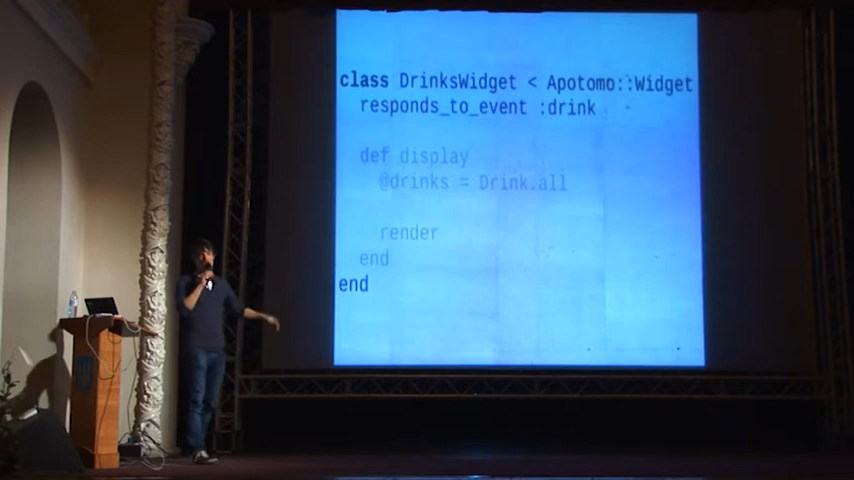 class DrinksWidget < Apotomo::Widget
responds_to_event :drink
def display
@drinks = Drink.all
render
end
end